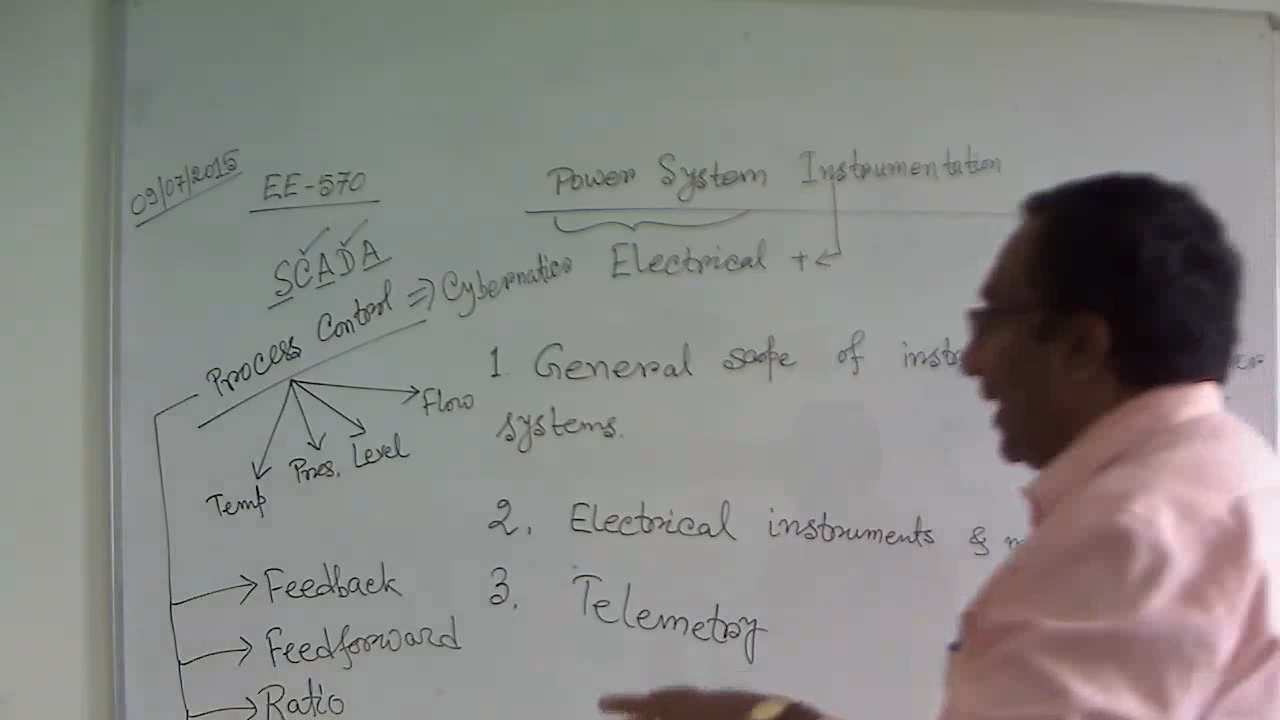 09/07/2015
EE-570
Power System Instrumentation
SCADA
Electrical +
Process Control => Cybernatics
1 General scope of
systems.
Flow
Pres. Level
Temp
2. Electrical instruments &
3. Telemetry
Feedback
Feedforward
Ratio